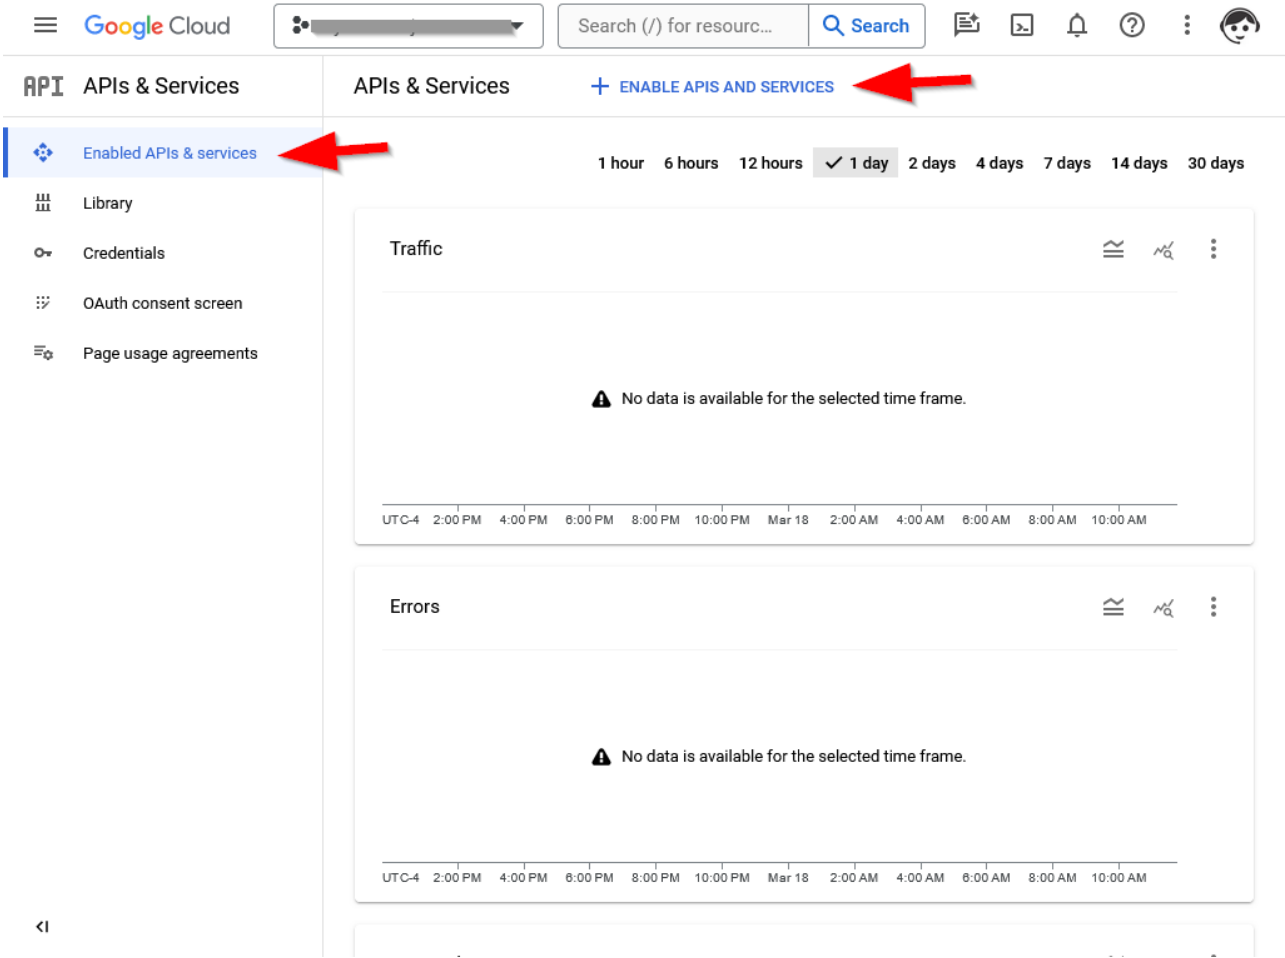 Google Cloud
Search (/) for resourc...
Search
API APIs & Services
APIs & Services
+ ENABLE APIS AND SERVICES
Enabled APIs & services
Library
Credentials
OAuth consent screen
Page usage agreements
1 hour 6 hours 12 hours 1 day 2 days 4 days 7 days 14 days 30 days
Traffic
No data is available for the selected time frame.
UTC-4 2:00 PM 4:00 PM 6:00 PM 8:00 PM 10:00 PM Mar 18 2:00 AM 4:00 AM 6:00 AM 8:00 AM 10:00 AM
Errors
No data is available for the selected time frame.
UTC-4 2:00 PM 4:00 PM 6:00 PM 8:00 PM 10:00 PM Mar 18 2:00 AM 4:00 AM 6:00 AM 8:00 AM 10:00 AM